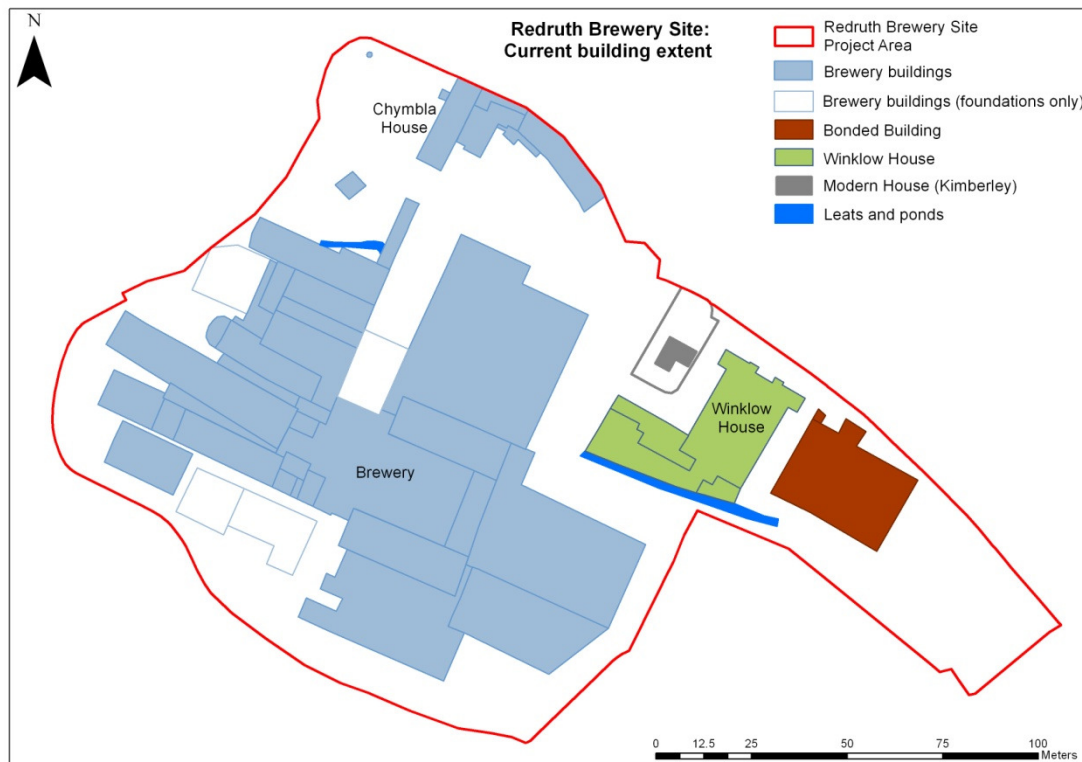 N
Redruth Brewery Site:
Current building extent
Redruth Brewery Site
Project Area
Brewery buildings
Brewery buildings (foundations only)
Bonded Building
Winklow House
Modern House (Kimberley)
Leats and ponds
Chymbla
House
Winklow
House
Brewery
0 12.5 25 50 75 100
Meters